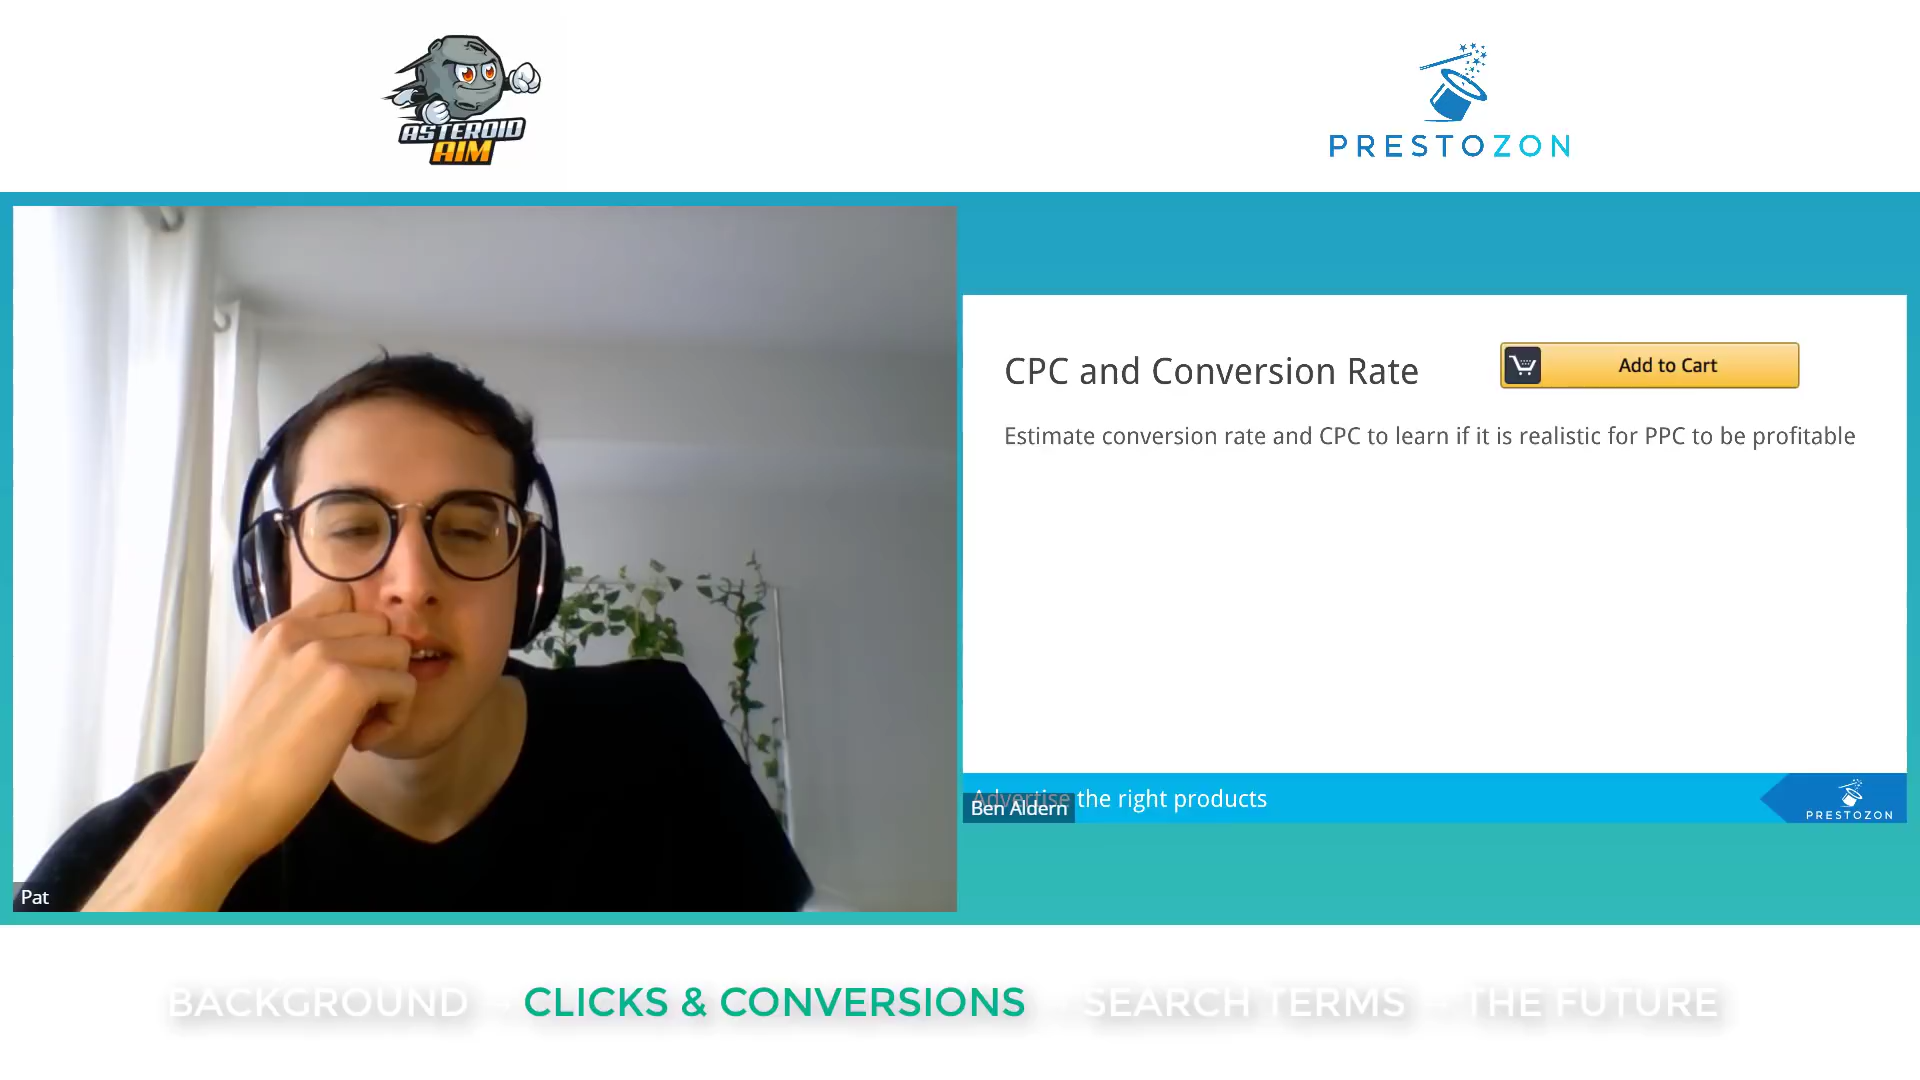 ASTEROID
AIM
PRESTOZON
CPC and Conversion Rate
Add to Cart
Estimate conversion rate and CPC to learn if it is realistic for PPC to be profitable
Advertise the right products
Ben Aldern
PRESTOZON
Pat
BACKGROUND - CLICKS & CONVERSIONS - SEARCH TERMS - THE FUTURE